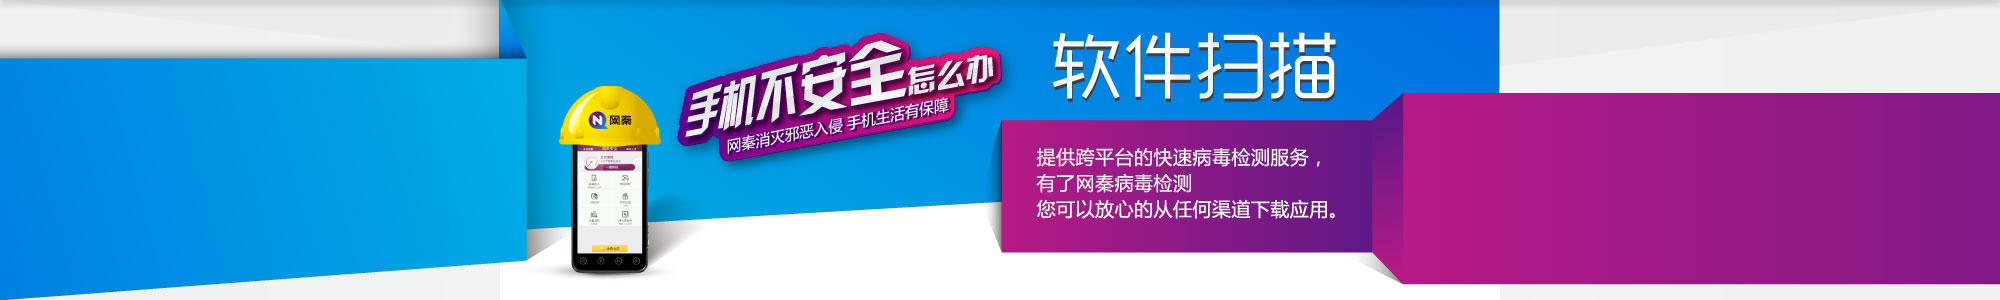 网秦
手机不安全怎么办
网秦消灭邪恶入侵 手机生活有保障
软件扫描
提供跨平台的快速病毒检测服务，
有了网秦病毒检测
您可以放心的从任何渠道下载应用。